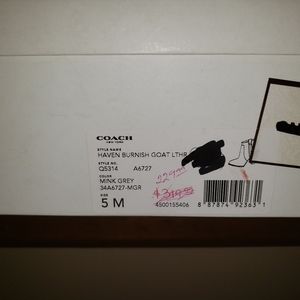 COACH
NEW YORK
STYLE NAME
HAVEN BURNISH GOAT LTHR
STYLE NO.
Q5314 A6727
COLOR
MINK GREY
34A6727-MGR
SIZE
5 M
4500155406
8 87874 92363 1